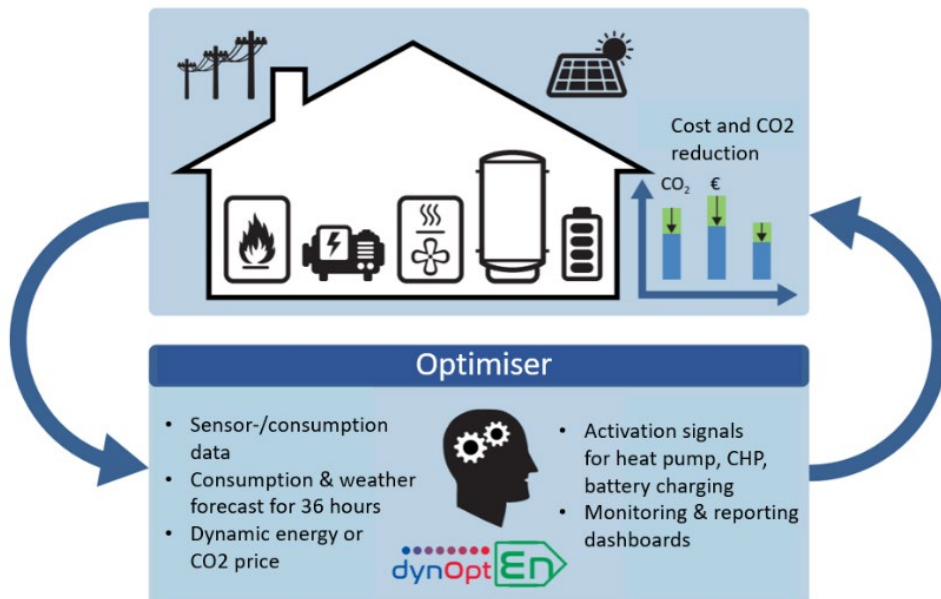 Cost and CO2
reduction
CO₂ €
Optimiser
• Sensor-/consumption
data
• Consumption & weather
forecast for 36 hours
• Dynamic energy or
CO2 price
• Activation signals
for heat pump, CHP,
battery charging
• Monitoring & reporting
dashboards
dynOptEn